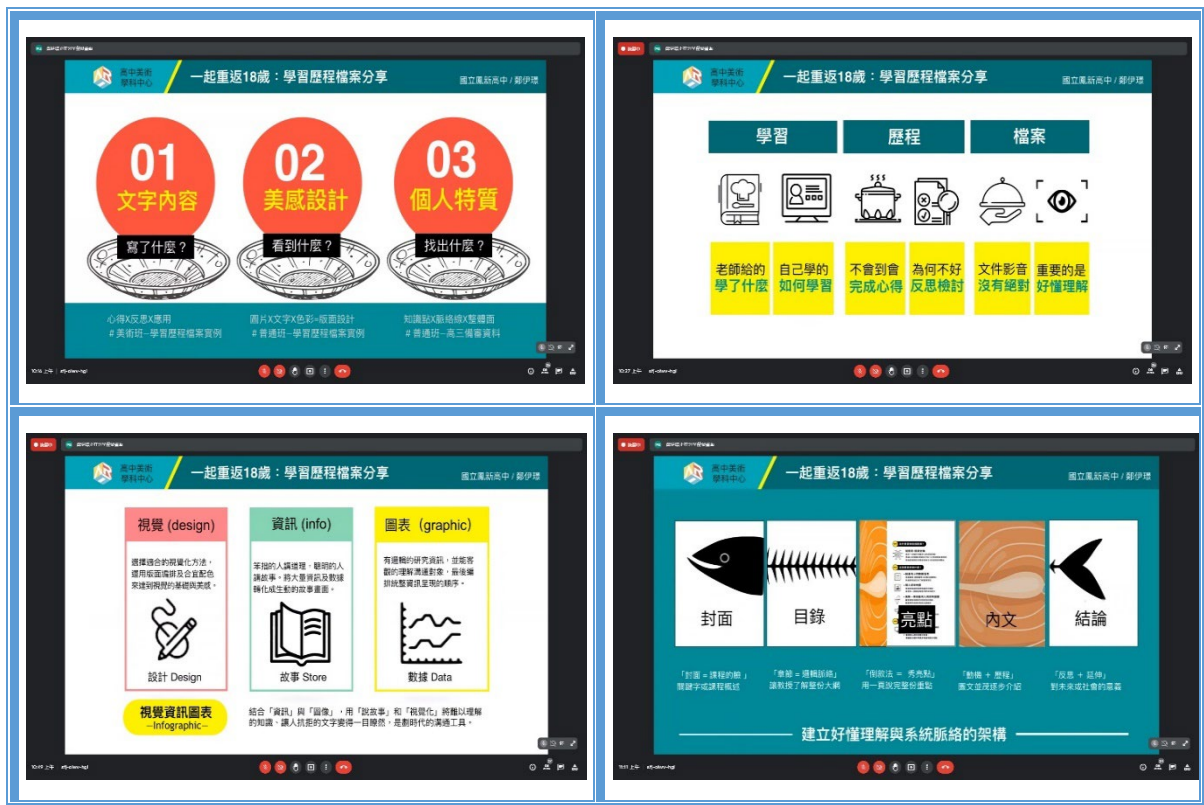 高中美術
學科中心
一起重返18歲：學習歷程檔案分享
國立鳳新高中 / 鄭伊璟
01
文字內容
寫了什麼？
02
美感設計
看到什麼？
03
個人特質
找出什麼？
心得X反思X應用
#美術班--學習歷程檔案實例
圖片X文字X色彩=版面設計
#普通班--學習歷程檔案實例
知識點X脈絡線X整體面
#普通班--高三備審資料
10:16 上午
高中美術
學科中心
一起重返18歲：學習歷程檔案分享
國立鳳新高中 / 鄭伊璟
學習
歷程
檔案
老師給的
學了什麼
自己學的
如何學習
不會到會
完成心得
為何不好
反思檢討
文件影音
沒有絕對
重要的是
好懂理解
10:27 上午
高中美術
學科中心
一起重返18歲：學習歷程檔案分享
國立鳳新高中 / 鄭伊璟
視覺 (design)
選擇適合的視覺化方法，
運用版面編排及合宜配色
來達到視覺的基礎與美感。
設計 Design
資訊 (info)
笨拙的人講道理，聰明的人
講故事。將大量資訊及數據
轉化成生動的故事畫面。
故事 Store
圖表（graphic）
有邏輯的研究資訊，並能客
觀的理解溝通對象，最後編
排統整資訊呈現的順序。
數據 Data
視覺資訊圖表
–Infographic–
結合「資訊」與「圖像」，用「說故事」和「視覺化」將難以理解
的知識、讓人抗拒的文字變得一目瞭然，是劃時代的溝通工具。
高中美術
學科中心
一起重返18歲：學習歷程檔案分享
國立鳳新高中 / 鄭伊璟
封面
目錄
亮點
內文
結論
「封面 = 課程的臉」
關鍵字或課程概述
「章節 = 邏輯脈絡」
讓教授了解整份大綱
「倒敘法 = 秀亮點」
用一頁說完整份重點
「動機 + 歷程」
圖文並茂逐步介紹
「反思 + 延伸」
對未來或社會的意義
建立好懂理解與系統脈絡的架構